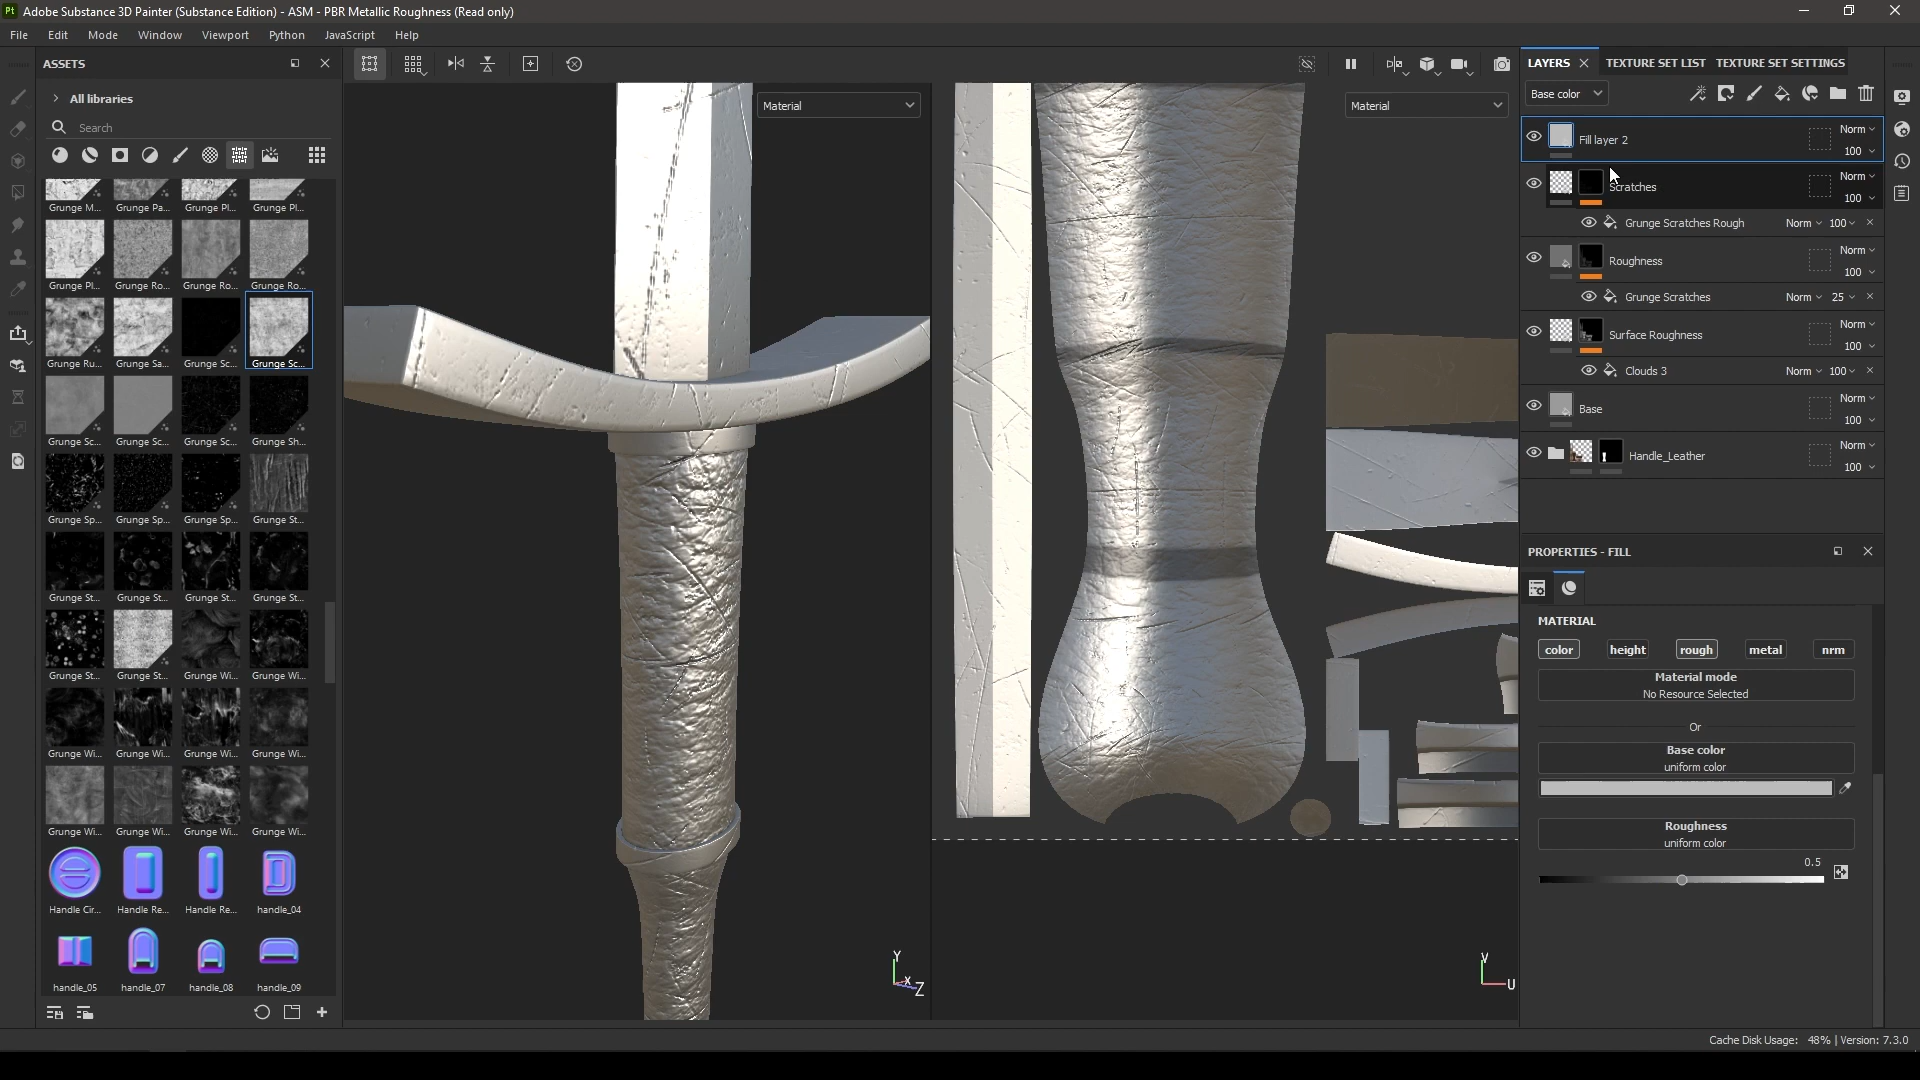 Pt Adobe Substance 3D Painter (Substance Edition) - ASM - PBR Metallic Roughness (Read only)
File Edit Mode Window Viewport Python JavaScript Help
ASSETS
All libraries
Search
Grunge M... Grunge Pa... Grunge Pl... Grunge Pl...
Grunge Pl... Grunge Ro... Grunge Ro... Grunge Ro...
Grunge Ru... Grunge Sa... Grunge Sc... Grunge Sc...
Grunge Sc... Grunge Sc... Grunge Sc... Grunge Sh...
Grunge Sp... Grunge Sp... Grunge Sp... Grunge St...
Grunge St... Grunge St... Grunge St... Grunge St...
Grunge St... Grunge St... Grunge Wi... Grunge Wi...
Grunge Wi... Grunge Wi... Grunge Wi... Grunge Wi...
Grunge Wi... Grunge Wi... Grunge Wi... Grunge Wi...
Handle Cir... Handle Re... Handle Re... handle_04
handle_05 handle_07 handle_08 handle_09
Material
Y
X
Z
Material
V
U
LAYERS TEXTURE SET LIST TEXTURE SET SETTINGS
Base color
Fill layer 2 Norm
100
Scratches Norm
100
Grunge Scratches Rough Norm 100
Roughness Norm
100
Grunge Scratches Norm 25
Surface Roughness Norm
100
Clouds 3 Norm 100
Base Norm
100
Handle_Leather Norm
100
PROPERTIES - FILL
MATERIAL
color height rough metal nrm
Material mode
No Resource Selected
Or
Base color
uniform color
Roughness
uniform color
0.5
Cache Disk Usage: 48% | Version: 7.3.0